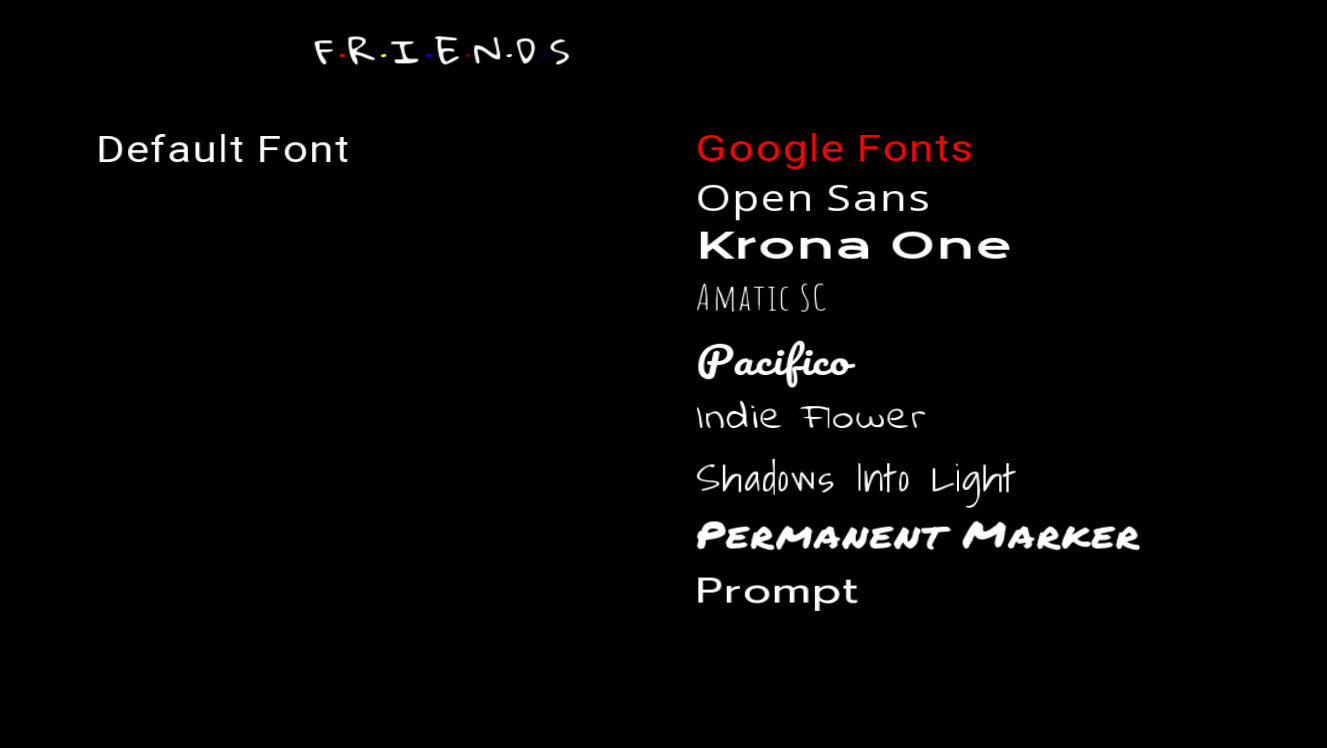 F·R·I·E·N·D·S
Default Font
Google Fonts
Open Sans
Krona One
Amatic SC
Pacifico
Indie Flower
Shadows Into Light
Permanent Marker
Prompt